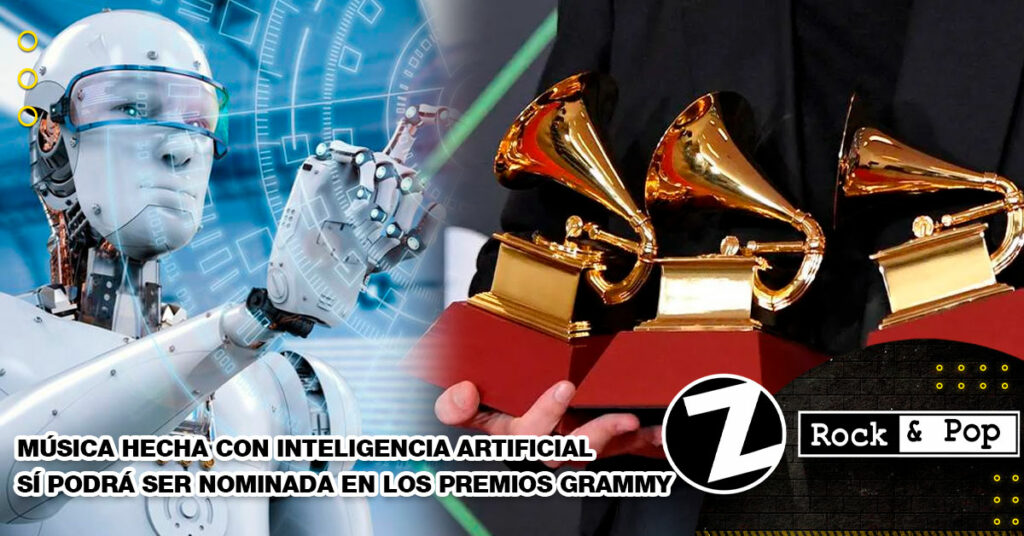 MÚSICA HECHA CON INTELIGENCIA ARTIFICIAL
SÍ PODRÁ SER NOMINADA EN LOS PREMIOS GRAMMY
Z
Rock & Pop